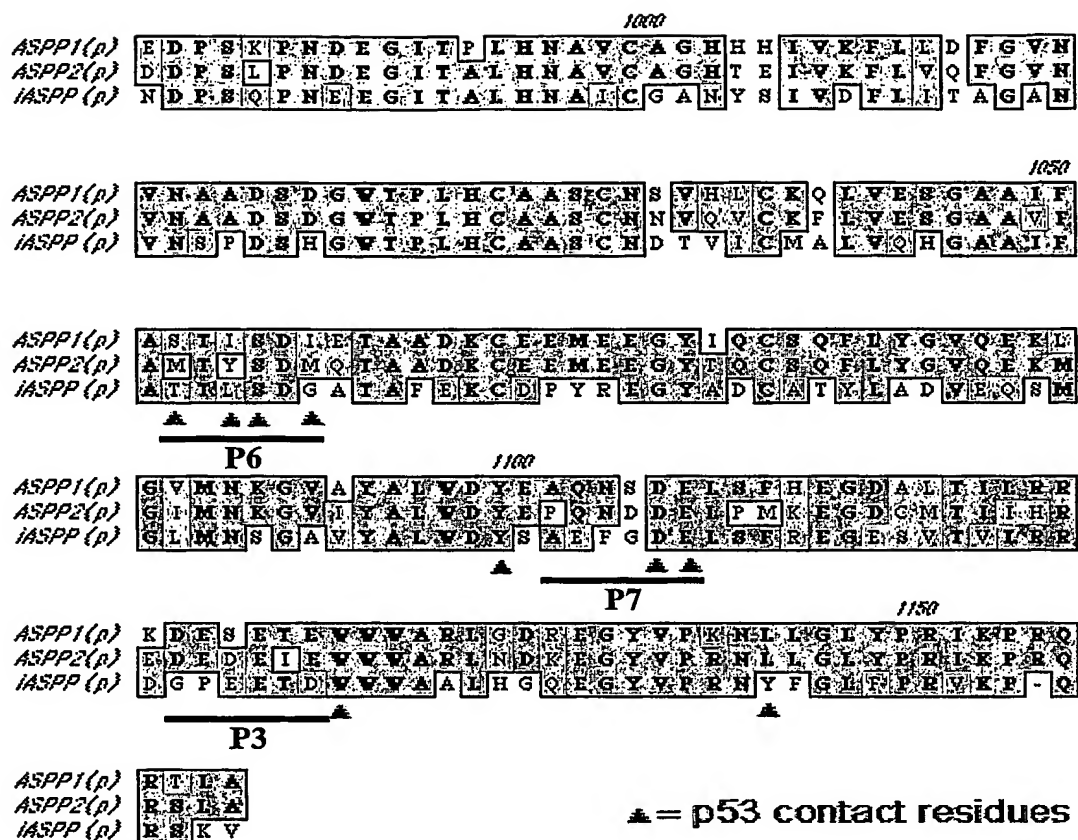 1000
ASPP1(p) E D P S K P N D E G I T P L H N A V C A G H H H I V K F L L D F G V N
ASPP2(p) D D P S L P N D E G I T A L H N A V C A G H T E I V K F L V Q F G V N
iASPP (p) N D P S Q P N E E G I T A L H N A I C G A N Y S I V D F L I T A G A N
1050
ASPP1(p) V N A A D S D G W T P L H C A A S C N S V H L C K Q L V E S G A A I F
ASPP2(p) V N A A D S D G W T P L H C A A S C N N V Q V C K F L V E S G A A V F
iASPP (p) V N S P D S H G W T P L H C A A S C N D T V I C M A L V Q H G A A I F
ASPP1(p) A S T I S D I E T A A D K C E E M E E G Y I Q C S Q F L Y G V Q E K L
ASPP2(p) A M T Y S D M Q T A A D K C E E M E E G Y T Q C S Q F L Y G V Q E K M
iASPP (p) A T T L S D G A T A F E K C D P Y R E G Y A D C A T Y L A D V E Q S M
P6
1100
ASPP1(p) G V M N K G V A Y A L W D Y E A Q N S D E L S F H E G D A L T I L R R
ASPP2(p) G I M N K G V I Y A L W D Y E P Q N D D E L P M K E G D C M T I I H R
iASPP (p) G L M N S G A V Y A L W D Y S A E F G D E L S F R E G E S V T V L R R
P7
1150
ASPP1(p) K D E S E T E W W W A R L G D R E G Y V P K N L L G L Y P R I K P R Q
ASPP2(p) E D E D E I E W W W A R L N D K E G Y V P R N L L G L Y P R I K P R Q
iASPP (p) D G P E E T D W W W A A L H G Q E G Y V P R N Y F G L F P R V K P - Q
P3
ASPP1(p) R T L A
ASPP2(p) R S L A
iASPP (p) R S K V
= p53 contact residues